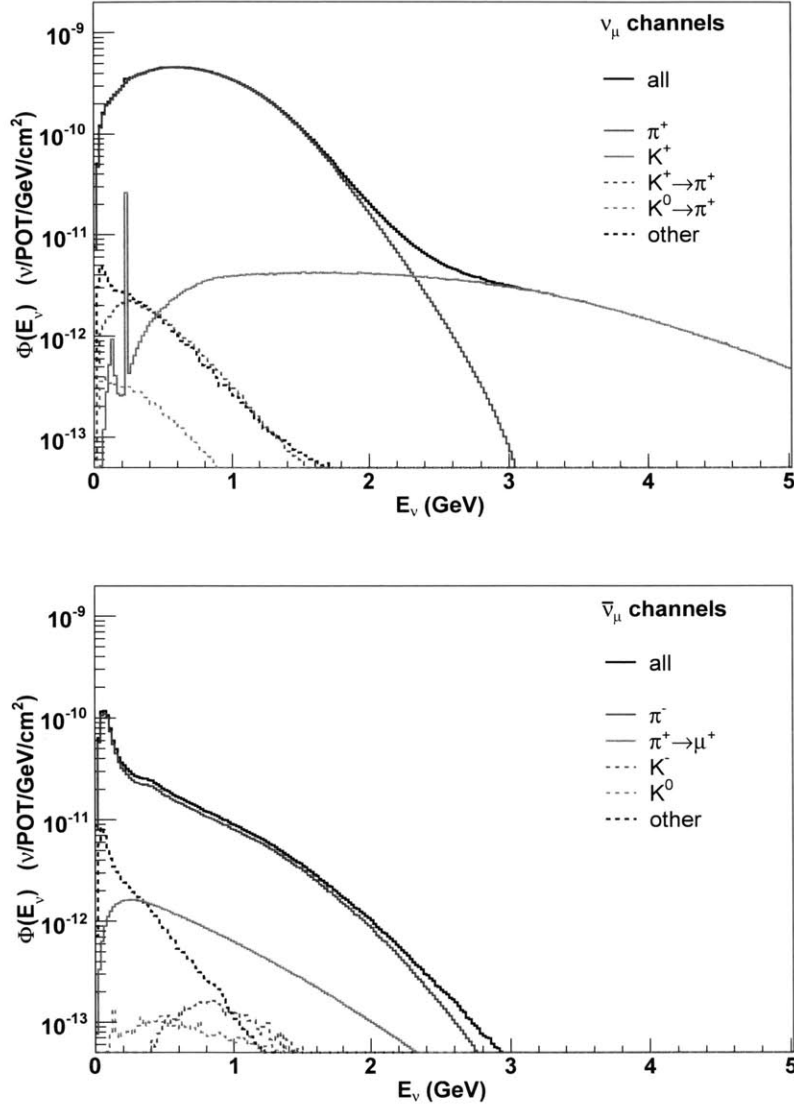 Φ(E_ν) (ν/POT/GeV/cm²)
10⁻⁹
10⁻¹⁰
10⁻¹¹
10⁻¹²
10⁻¹³
ν_μ channels
all
π⁺
K⁺
K⁺→π⁺
K⁰→π⁺
other
0 1 2 3 4 5
E_ν (GeV)
Φ(E_ν) (ν/POT/GeV/cm²)
10⁻⁹
10⁻¹⁰
10⁻¹¹
10⁻¹²
10⁻¹³
ν̅_μ channels
all
π⁻
π⁺→μ⁺
K⁻
K⁰
other
0 1 2 3 4 5
E_ν (GeV)